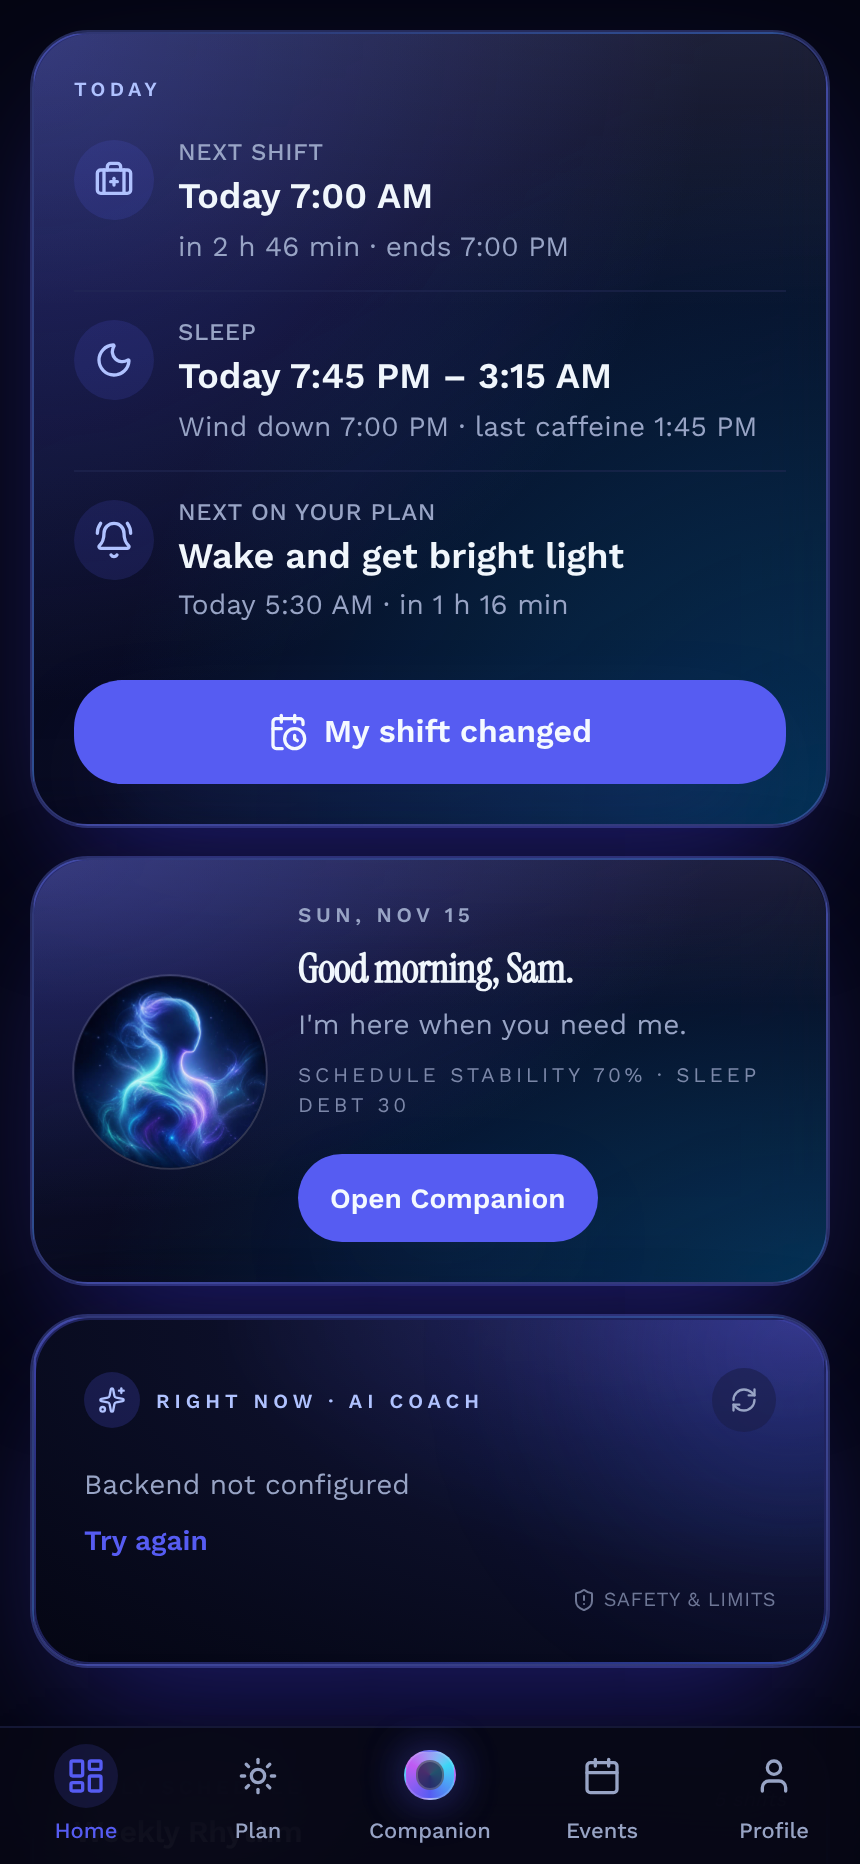 TODAY
NEXT SHIFT
Today 7:00 AM
in 2 h 46 min · ends 7:00 PM
SLEEP
Today 7:45 PM – 3:15 AM
Wind down 7:00 PM · last caffeine 1:45 PM
NEXT ON YOUR PLAN
Wake and get bright light
Today 5:30 AM · in 1 h 16 min
My shift changed
SUN, NOV 15
Good morning, Sam.
I'm here when you need me.
SCHEDULE STABILITY 70% · SLEEP
DEBT 30
Open Companion
RIGHT NOW · AI COACH
Backend not configured
Try again
SAFETY & LIMITS
Home
Plan
Companion
Events
Profile